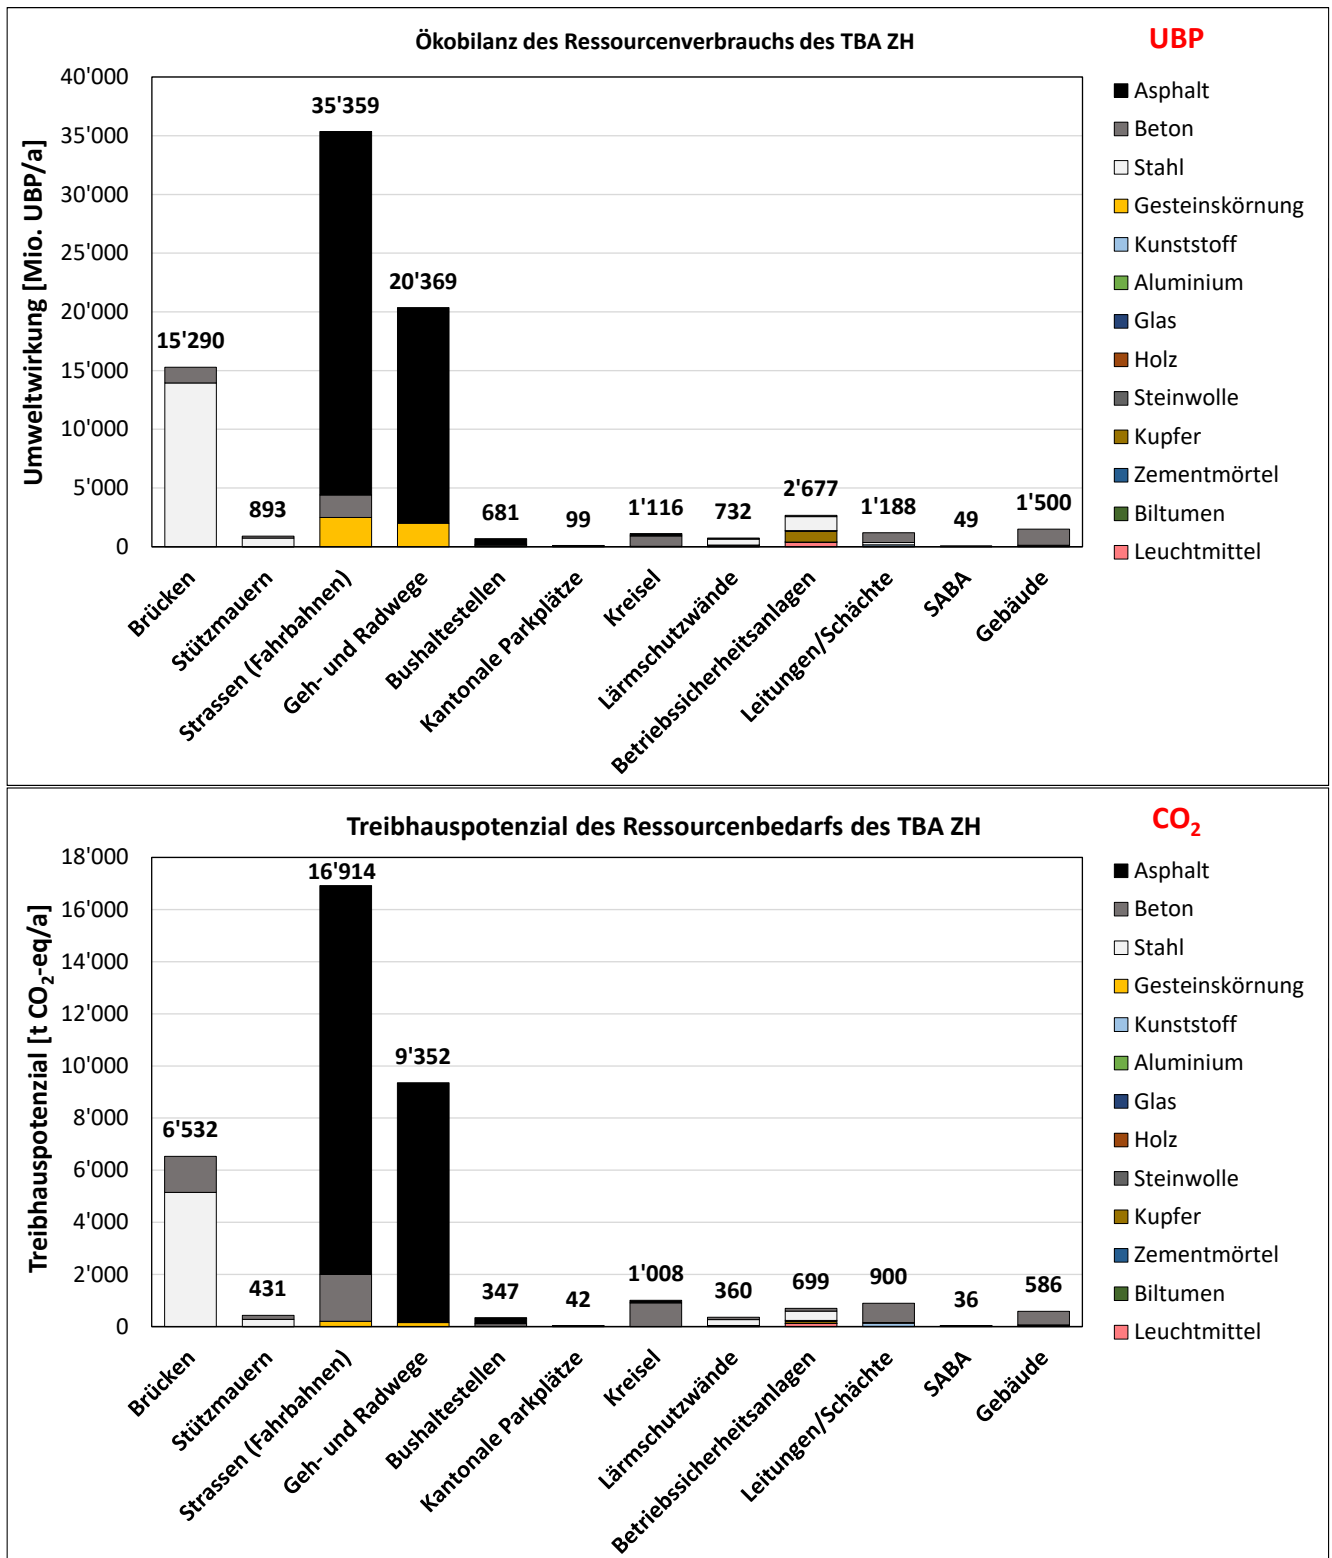 Ökobilanz des Ressourcenverbrauchs des TBA ZH
UBP
Umweltwirkung [Mio. UBP/a]
40'000
35'000
30'000
25'000
20'000
15'000
10'000
5'000
0
15'290
893
35'359
20'369
681
99
1'116
732
2'677
1'188
49
1'500
Brücken
Stützmauern
Strassen (Fahrbahnen)
Geh- und Radwege
Bushaltestellen
Kantonale Parkplätze
Kreisel
Lärmschutzwände
Betriebssicherheitsanlagen
Leitungen/Schächte
SABA
Gebäude
Asphalt
Beton
Stahl
Gesteinskörnung
Kunststoff
Aluminium
Glas
Holz
Steinwolle
Kupfer
Zementmörtel
Biltumen
Leuchtmittel
Treibhauspotenzial des Ressourcenbedarfs des TBA ZH
CO₂
Treibhauspotenzial [t CO₂-eq/a]
18'000
16'000
14'000
12'000
10'000
8'000
6'000
4'000
2'000
0
6'532
431
16'914
9'352
347
42
1'008
360
699
900
36
586
Brücken
Stützmauern
Strassen (Fahrbahnen)
Geh- und Radwege
Bushaltestellen
Kantonale Parkplätze
Kreisel
Lärmschutzwände
Betriebssicherheitsanlagen
Leitungen/Schächte
SABA
Gebäude
Asphalt
Beton
Stahl
Gesteinskörnung
Kunststoff
Aluminium
Glas
Holz
Steinwolle
Kupfer
Zementmörtel
Biltumen
Leuchtmittel